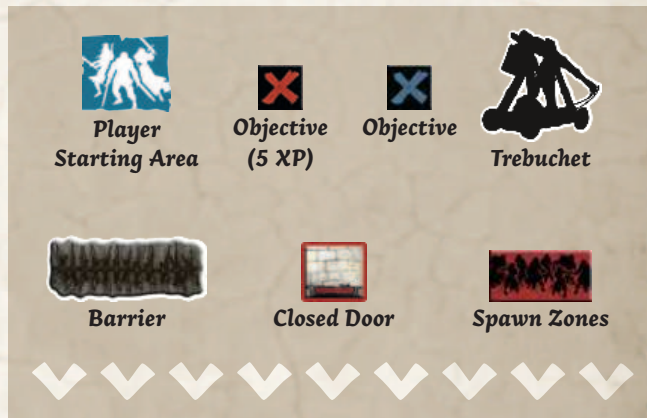 Player
Starting Area
Objective
(5 XP)
Objective
Trebuchet
Barrier
Closed Door
Spawn Zones